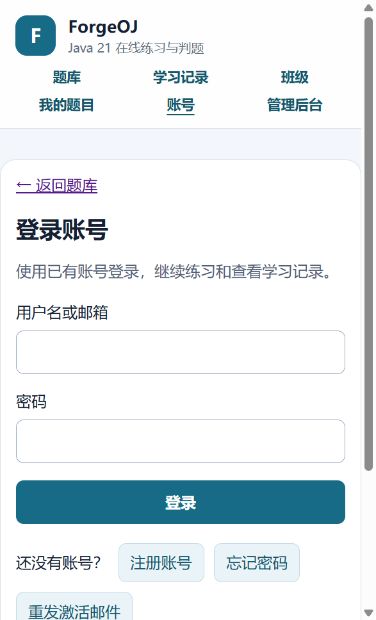 F
ForgeOJ
Java 21 在线练习与判题
题库 学习记录 班级
我的题目 账号 管理后台
← 返回题库
登录账号
使用已有账号登录，继续练习和查看学习记录。
用户名或邮箱
密码
登录
还没有账号？ 注册账号 忘记密码
重发激活邮件